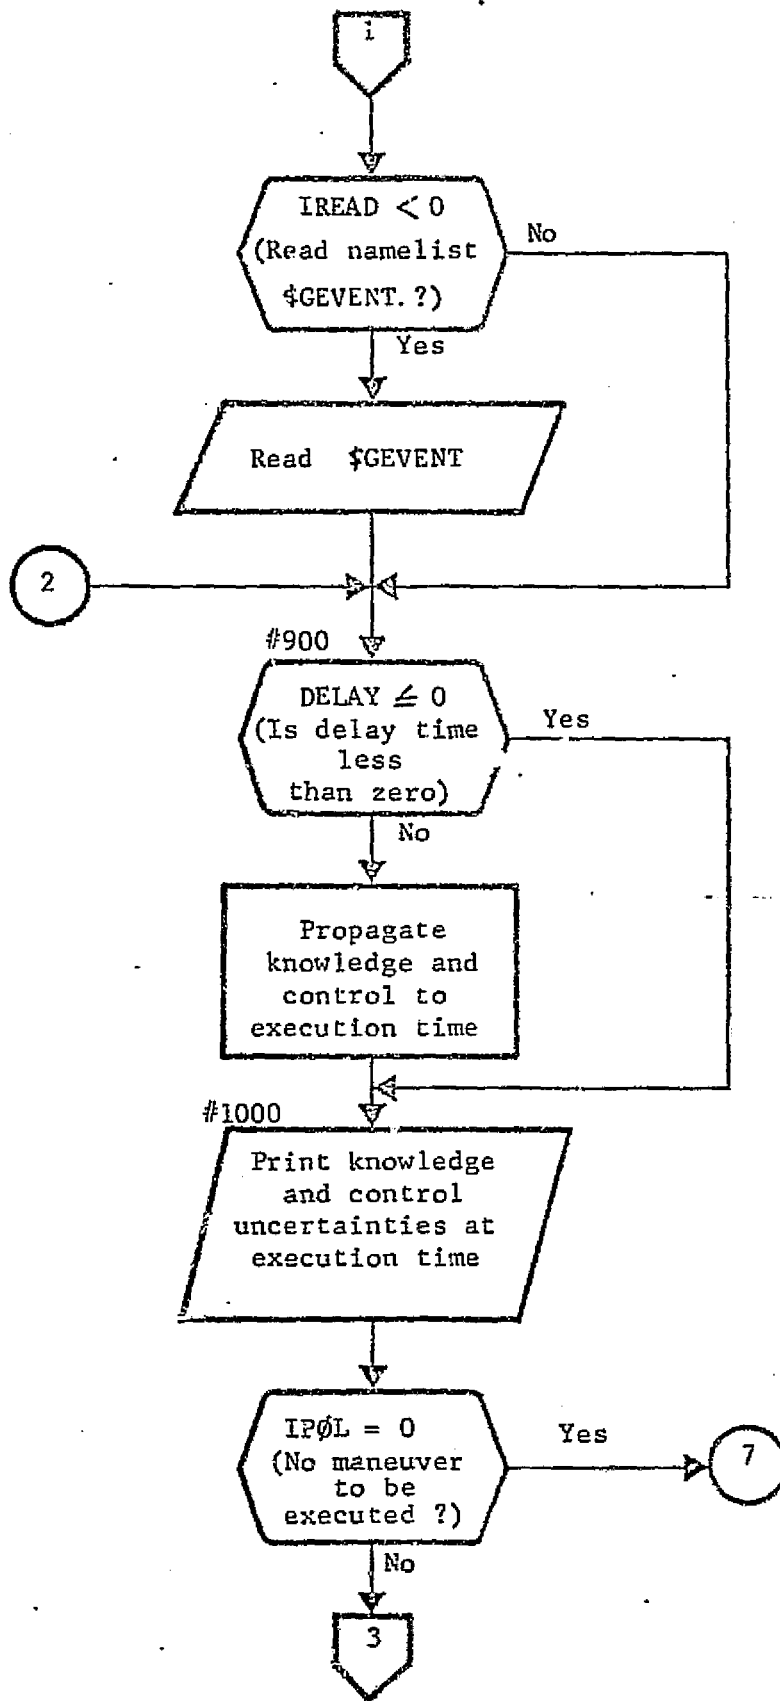 1
IREAD < 0
No
(Read namelist
$GEVENT. ?)
Yes
Read $GEVENT
2
#900
DELAY ≤ 0
Yes
(Is delay time
less
than zero)
No
Propagate
knowledge and
control to
execution time
#1000
Print knowledge
and control
uncertainties at
execution time
IPØL = 0
Yes
7
(No maneuver
to be
executed ?)
No
3